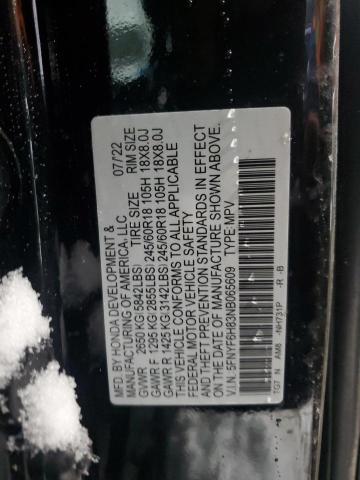 MFD. BY HONDA DEVELOPMENT & 07/22
MANUFACTURING OF AMERICA, LLC
GVWR 2650KG(5842LBS) TIRE SIZE RIM SIZE
GAWR F 1295KG(2855LBS) 245/60R18 105H 18X8.0J
GAWR R 1425KG(3142LBS) 245/60R18 105H 18X8.0J
THIS VEHICLE CONFORMS TO ALL APPLICABLE
FEDERAL MOTOR VEHICLE SAFETY STANDARDS IN EFFECT
ON THE DATE OF MANUFACTURE SHOWN ABOVE.
V.I.N.: 5FNYF6H83NB065609 TYPE:MPV
TG7 N AM8 -NH731P -R -B